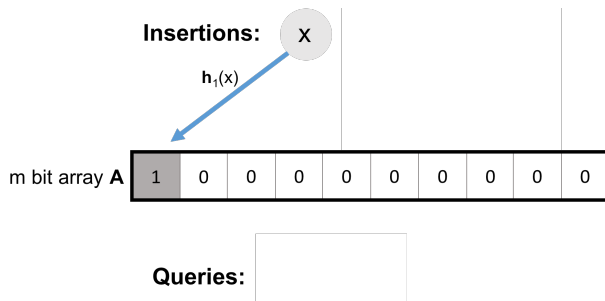 Insertions: x
h₁(x)
m bit array A 1 0 0 0 0 0 0 0 0 0
Queries: